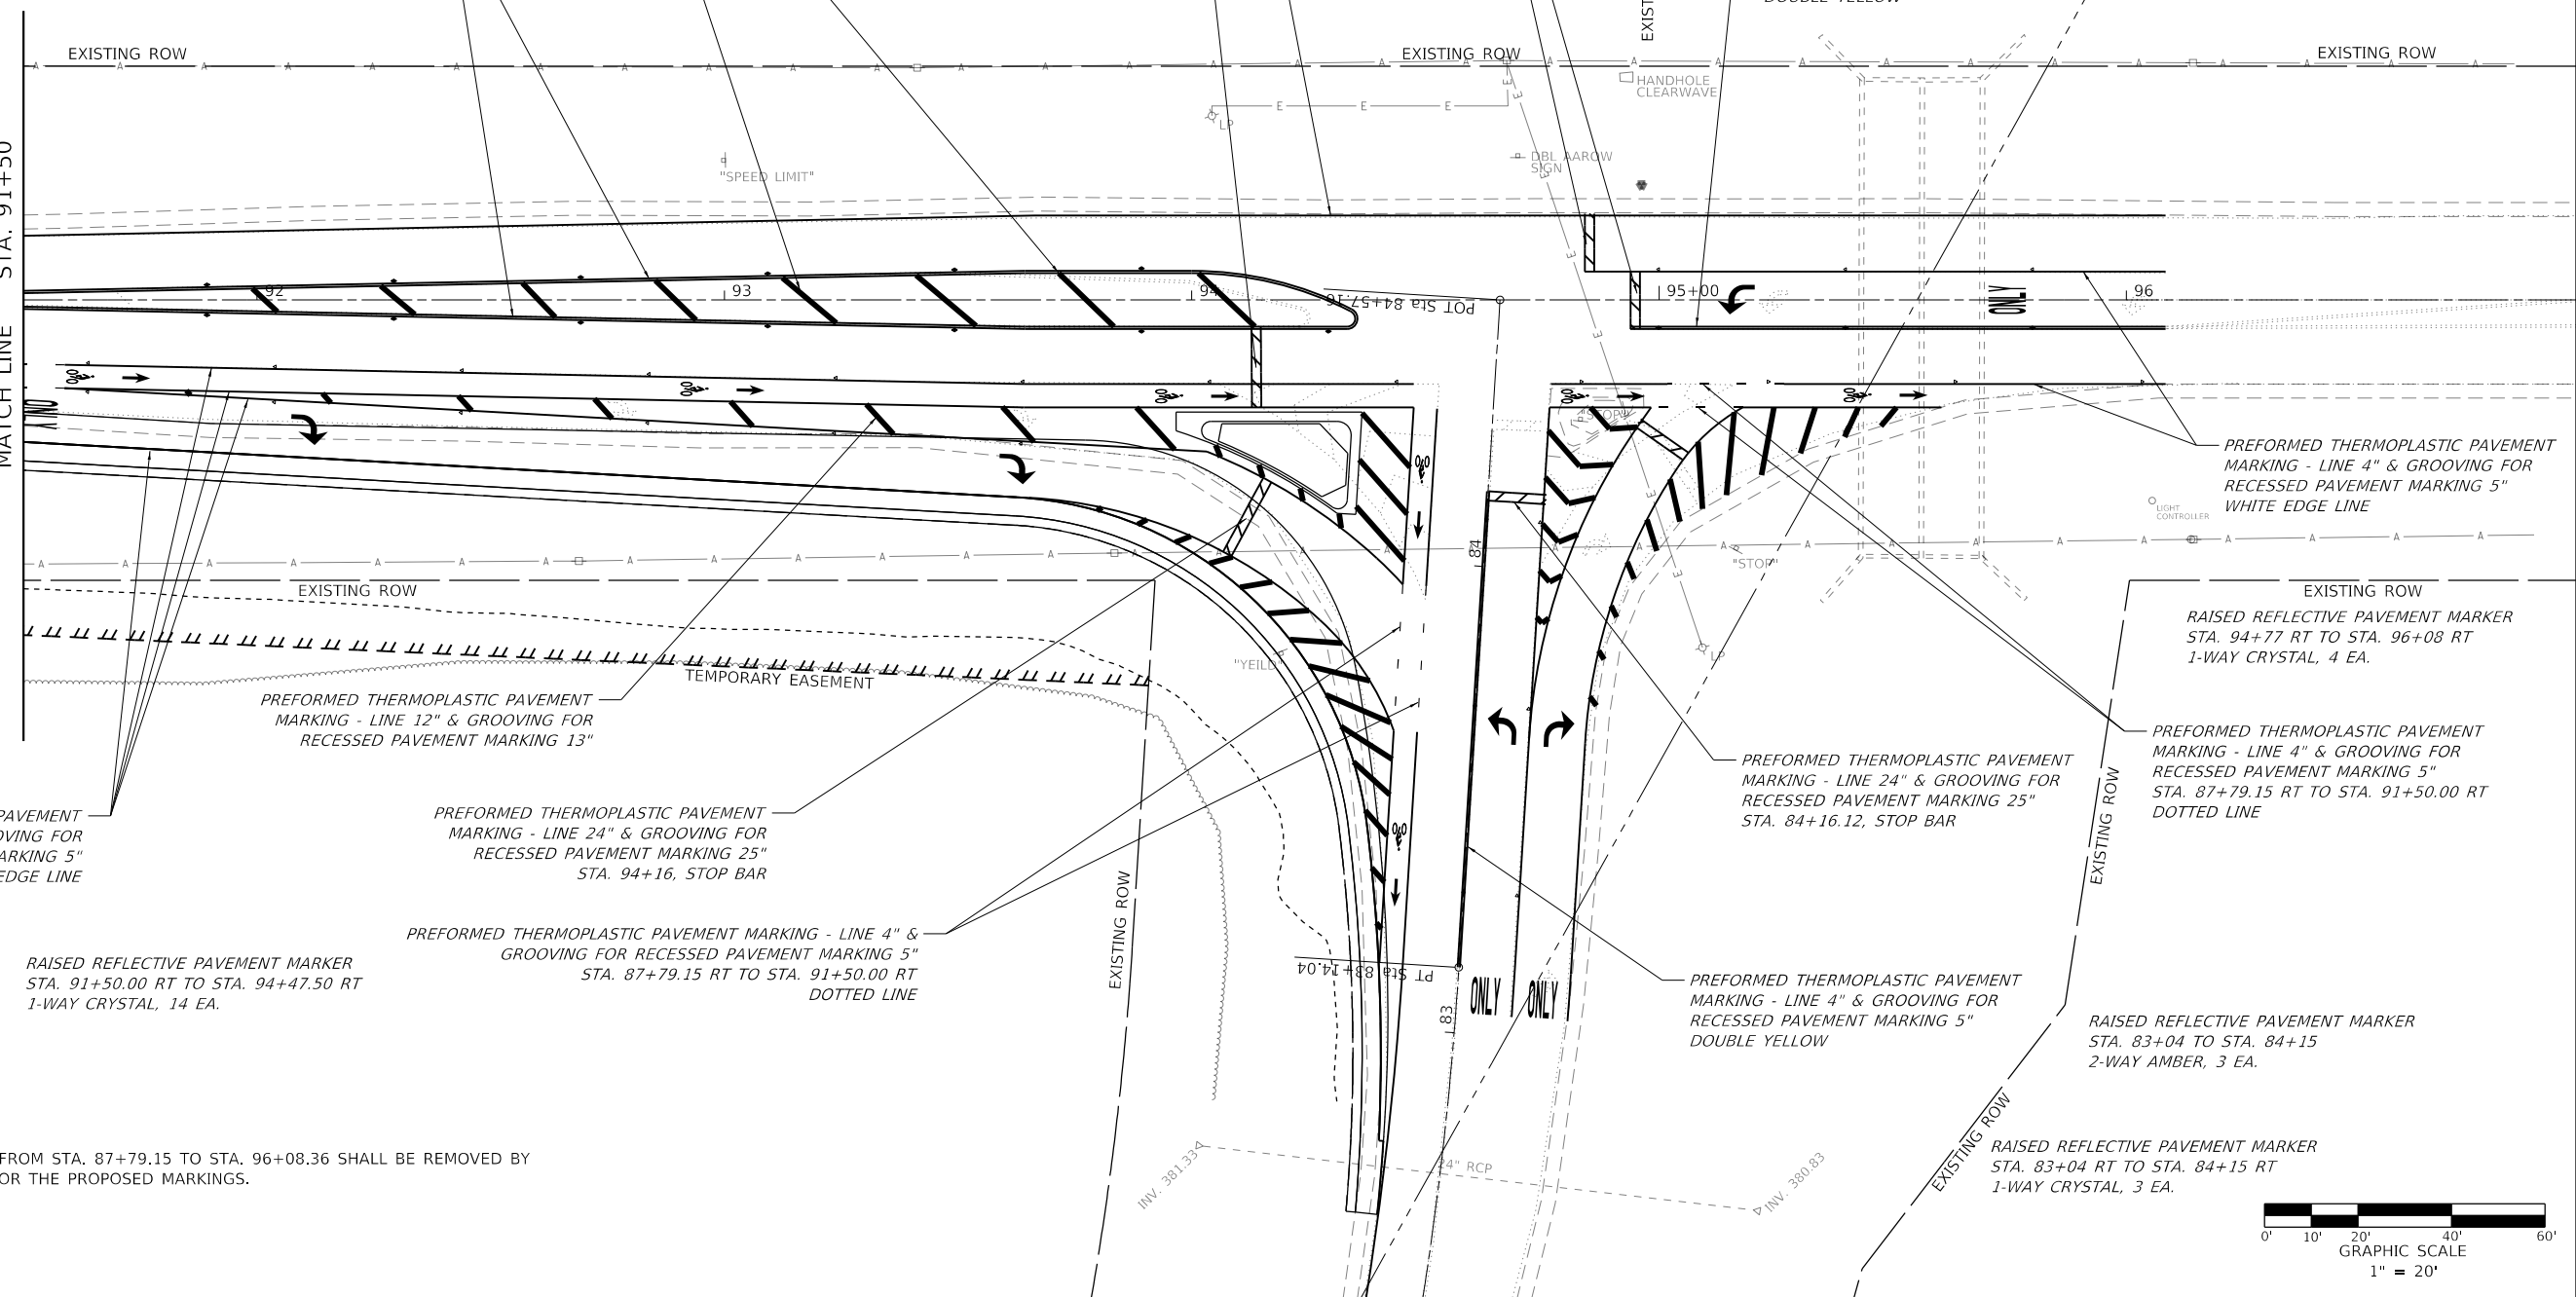 DOUBLE YELLOW
EXISTING ROW
EXISTING ROW
EXISTING ROW
EXIST
HANDHOLE
CLEARWAVE
E
E
E
LP
DBL AAROW
SIGN
"SPEED LIMIT"
MATCH LINE STA. 91+50
92
93
94
POT Sta 84+57.16
95+00
96
ONLY
"STOP"
84
"STOP"
LIGHT
CONTROLLER
PREFORMED THERMOPLASTIC PAVEMENT
MARKING - LINE 4" & GROOVING FOR
RECESSED PAVEMENT MARKING 5"
WHITE EDGE LINE
EXISTING ROW
EXISTING ROW
RAISED REFLECTIVE PAVEMENT MARKER
STA. 94+77 RT TO STA. 96+08 RT
1-WAY CRYSTAL, 4 EA.
"YEILD"
LP
TEMPORARY EASEMENT
PREFORMED THERMOPLASTIC PAVEMENT
MARKING - LINE 12" & GROOVING FOR
RECESSED PAVEMENT MARKING 13"
PREFORMED THERMOPLASTIC PAVEMENT
MARKING - LINE 4" & GROOVING FOR
RECESSED PAVEMENT MARKING 5"
STA. 87+79.15 RT TO STA. 91+50.00 RT
DOTTED LINE
PREFORMED THERMOPLASTIC PAVEMENT
MARKING - LINE 24" & GROOVING FOR
RECESSED PAVEMENT MARKING 25"
STA. 84+16.12, STOP BAR
EXISTING ROW
PAVEMENT
OVING FOR
ARKING 5"
EDGE LINE
PREFORMED THERMOPLASTIC PAVEMENT
MARKING - LINE 24" & GROOVING FOR
RECESSED PAVEMENT MARKING 25"
STA. 94+16, STOP BAR
EXISTING ROW
PREFORMED THERMOPLASTIC PAVEMENT MARKING - LINE 4" &
GROOVING FOR RECESSED PAVEMENT MARKING 5"
STA. 87+79.15 RT TO STA. 91+50.00 RT
DOTTED LINE
RAISED REFLECTIVE PAVEMENT MARKER
STA. 91+50.00 RT TO STA. 94+47.50 RT
1-WAY CRYSTAL, 14 EA.
PT Sta 83+14.04
83
ONLY
ONLY
PREFORMED THERMOPLASTIC PAVEMENT
MARKING - LINE 4" & GROOVING FOR
RECESSED PAVEMENT MARKING 5"
DOUBLE YELLOW
RAISED REFLECTIVE PAVEMENT MARKER
STA. 83+04 TO STA. 84+15
2-WAY AMBER, 3 EA.
EXISTING ROW
RAISED REFLECTIVE PAVEMENT MARKER
STA. 83+04 RT TO STA. 84+15 RT
1-WAY CRYSTAL, 3 EA.
FROM STA. 87+79.15 TO STA. 96+08.36 SHALL BE REMOVED BY
OR THE PROPOSED MARKINGS.
INV. 381.33
24" RCP
INV. 380.83
0' 10' 20' 40' 60'
GRAPHIC SCALE
1" = 20'